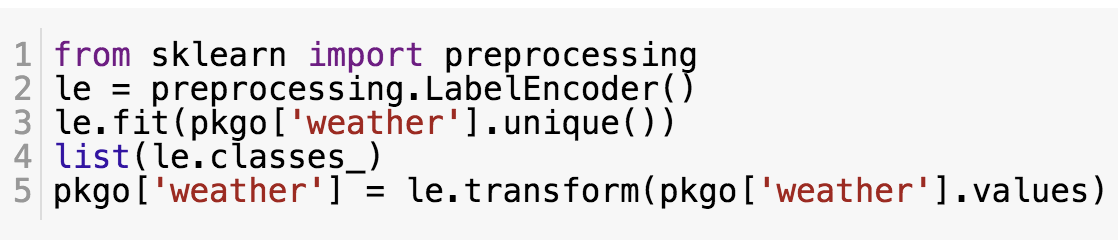 1 from sklearn import preprocessing
2 le = preprocessing.LabelEncoder()
3 le.fit(pkgo['weather'].unique())
4 list(le.classes_)
5 pkgo['weather'] = le.transform(pkgo['weather'].values)